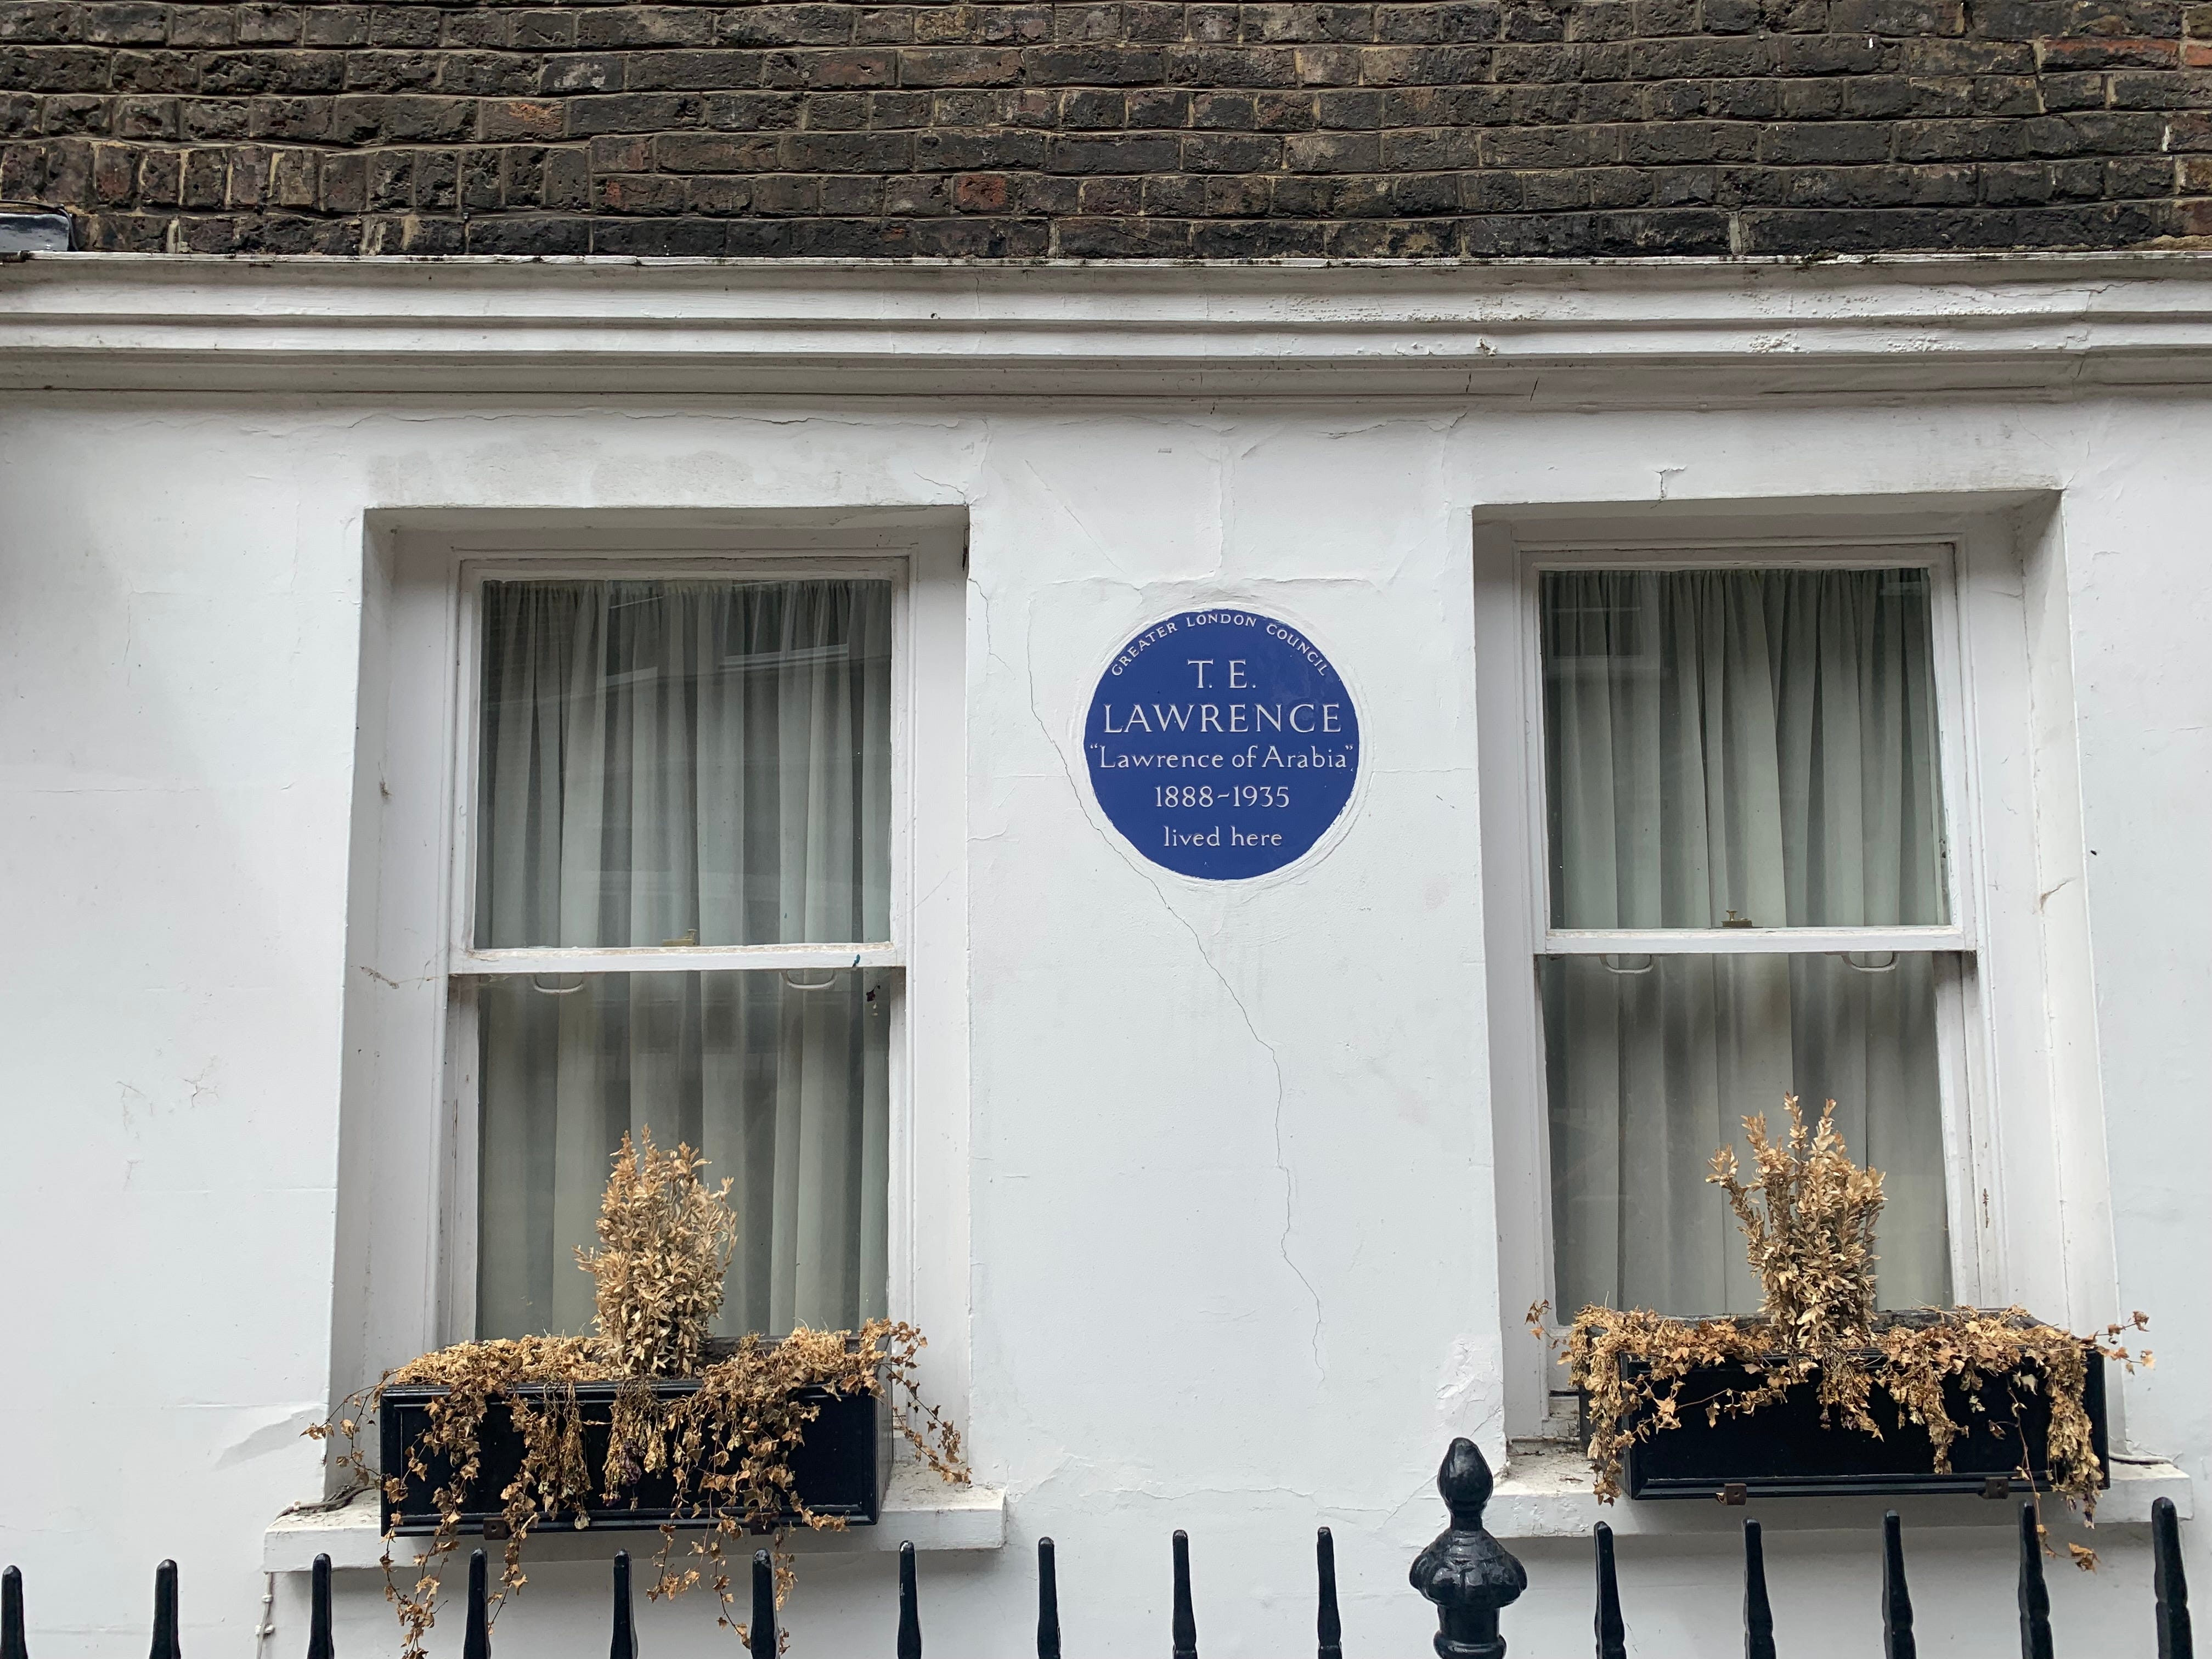 GREATER LONDON COUNCIL
T. E.
LAWRENCE
“Lawrence of Arabia”
1888~1935
lived here